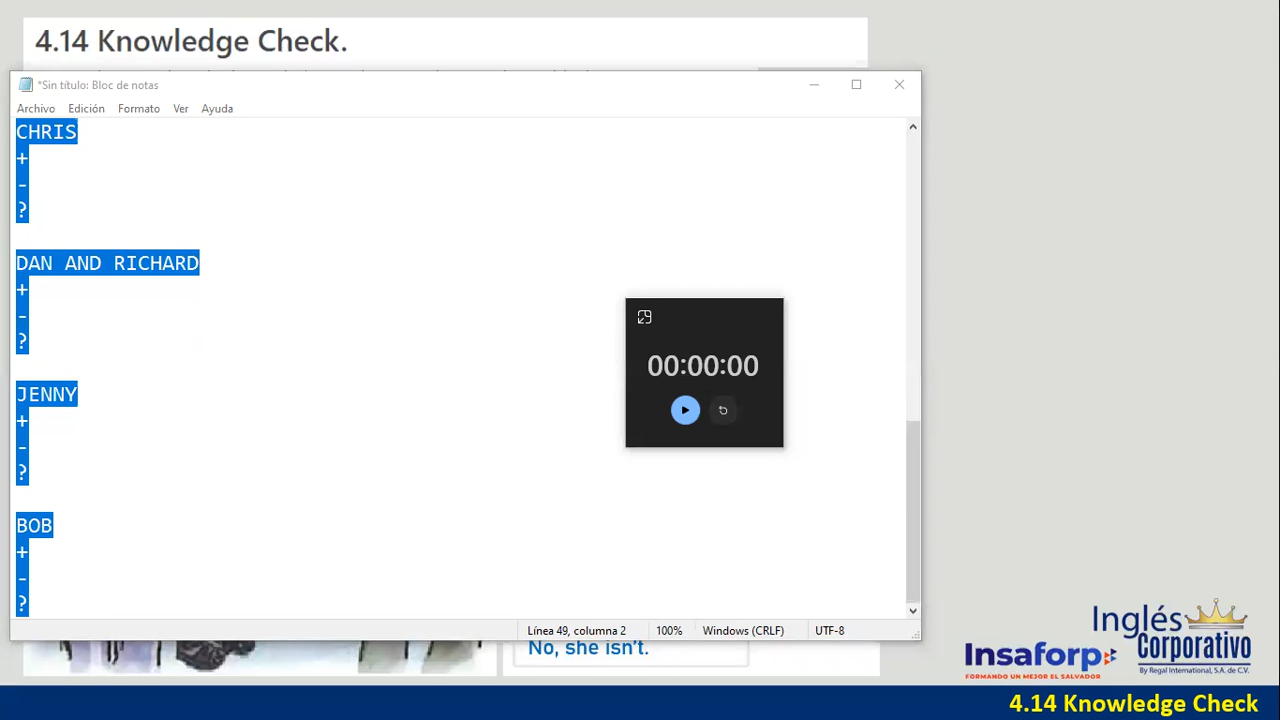 4.14 Knowledge Check.
*Sin título: Bloc de notas
Archivo Edición Formato Ver Ayuda
CHRIS
+
-
?
DAN AND RICHARD
+
-
?
JENNY
+
-
?
BOB
+
-
?
00:00:00
Línea 49, columna 2 100% Windows (CRLF) UTF-8
No, she isn't.
Inglés
Corporativo
By Regal International, S.A. de C.V.
Insaforp
FORMANDO UN MEJOR EL SALVADOR
4.14 Knowledge Check